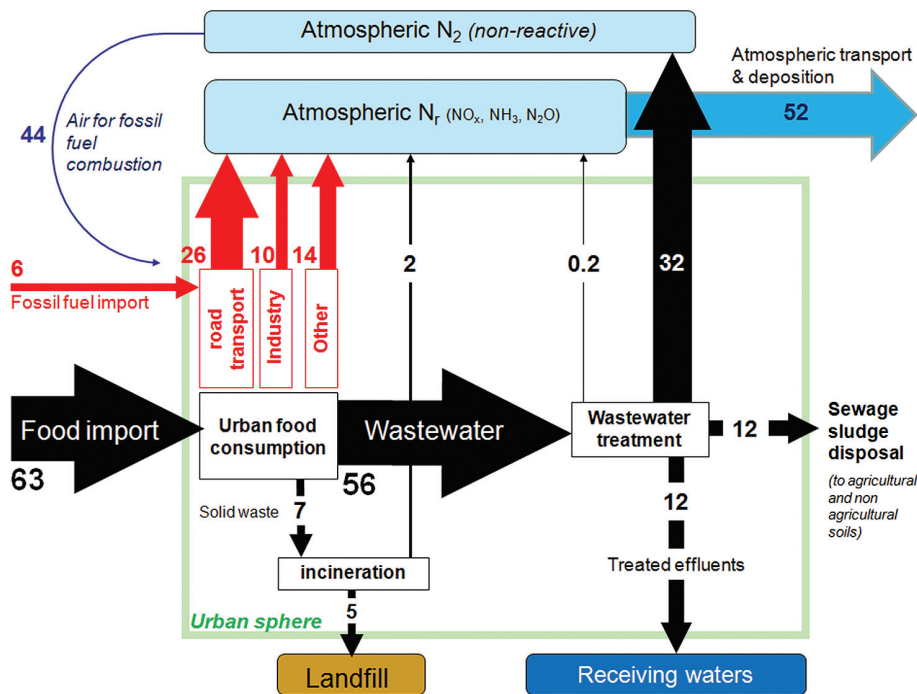 Atmospheric N₂ (non-reactive)
Atmospheric transport
& deposition
Atmospheric Nᵣ (NOₓ, NH₃, N₂O)
52
44
Air for fossil
fuel
combustion
26
10
14
2
0.2
32
6
Fossil fuel import
road
transport
Industry
Other
Food import
63
Urban food
consumption
Wastewater
56
Wastewater
treatment
12
Sewage
sludge
disposal
(to agricultural
and non
agricultural
soils)
Solid waste
7
12
Treated effluents
incineration
5
Urban sphere
Landfill
Receiving waters